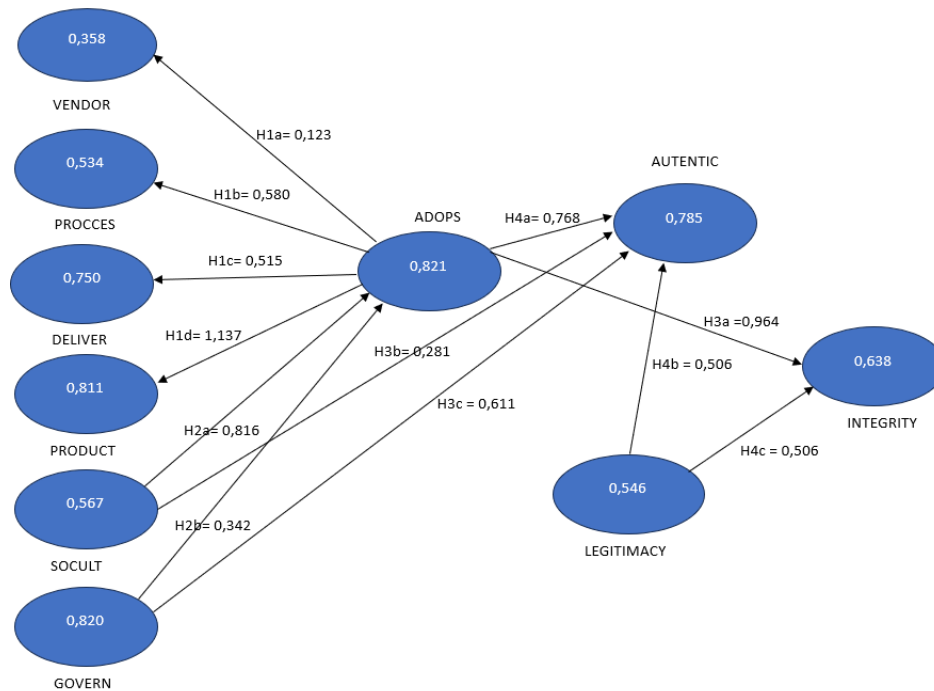 0,358
VENDOR
H1a= 0,123
0,534
PROCCES
H1b= 0,580
AUTENTIC
0,785
H4a= 0,768
ADOPS
0,821
0,750
DELIVER
H1c= 0,515
H1d= 1,137
0,811
PRODUCT
H3b= 0,281
H3a =0,964
H4b = 0,506
0,638
INTEGRITY
H2a= 0,816
H3c = 0,611
H4c = 0,506
0,567
SOCULT
H2b= 0,342
0,546
LEGITIMACY
0,820
GOVERN